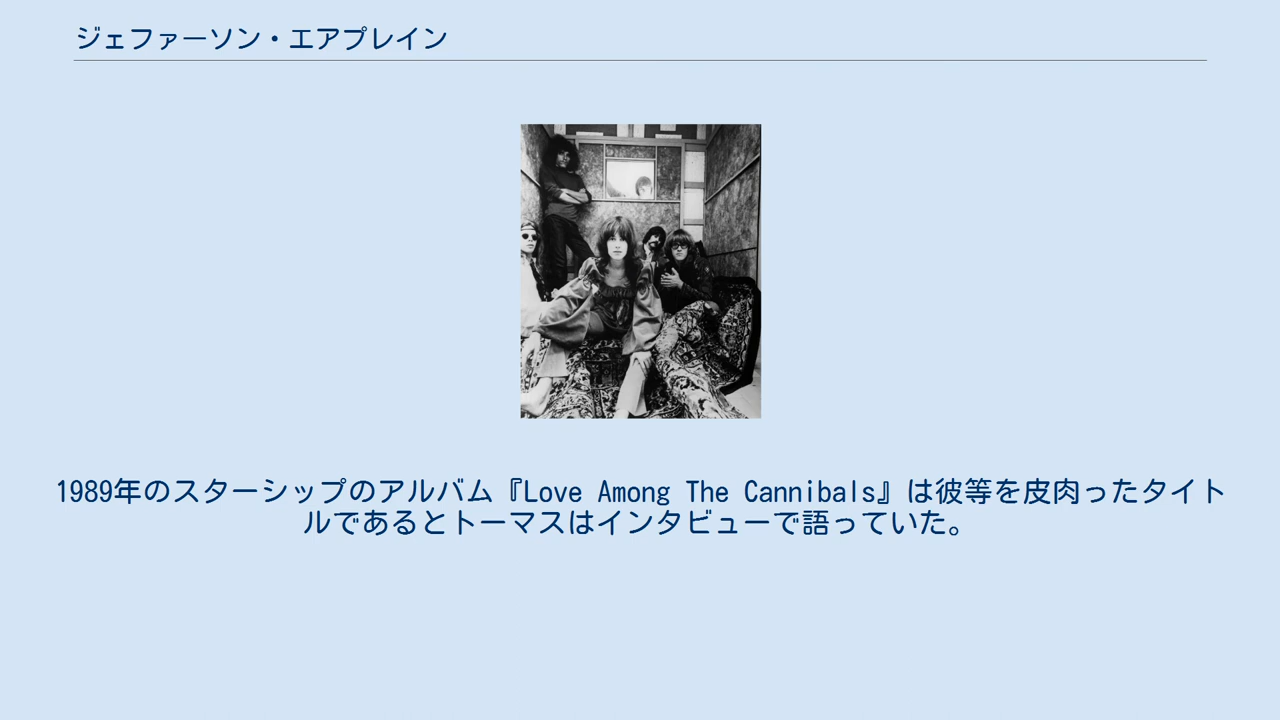 ジェファーソン・エアプレイン
1989年のスターシップのアルバム『Love Among The Cannibals』は彼等を皮肉ったタイト
ルであるとトーマスはインタビューで語っていた。